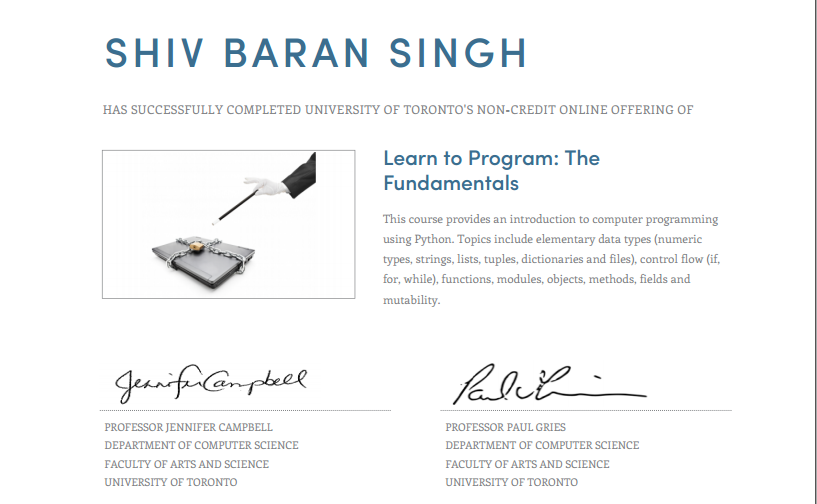 SHIV BARAN SINGH
HAS SUCCESSFULLY COMPLETED UNIVERSITY OF TORONTO'S NON-CREDIT ONLINE OFFERING OF
Learn to Program: The
Fundamentals
This course provides an introduction to computer programming
using Python. Topics include elementary data types (numeric
types, strings, lists, tuples, dictionaries and files), control flow (if,
for, while), functions, modules, objects, methods, fields and
mutability.
Jennifer Campbell
PROFESSOR JENNIFER CAMPBELL
DEPARTMENT OF COMPUTER SCIENCE
FACULTY OF ARTS AND SCIENCE
UNIVERSITY OF TORONTO
PROFESSOR PAUL GRIES
DEPARTMENT OF COMPUTER SCIENCE
FACULTY OF ARTS AND SCIENCE
UNIVERSITY OF TORONTO